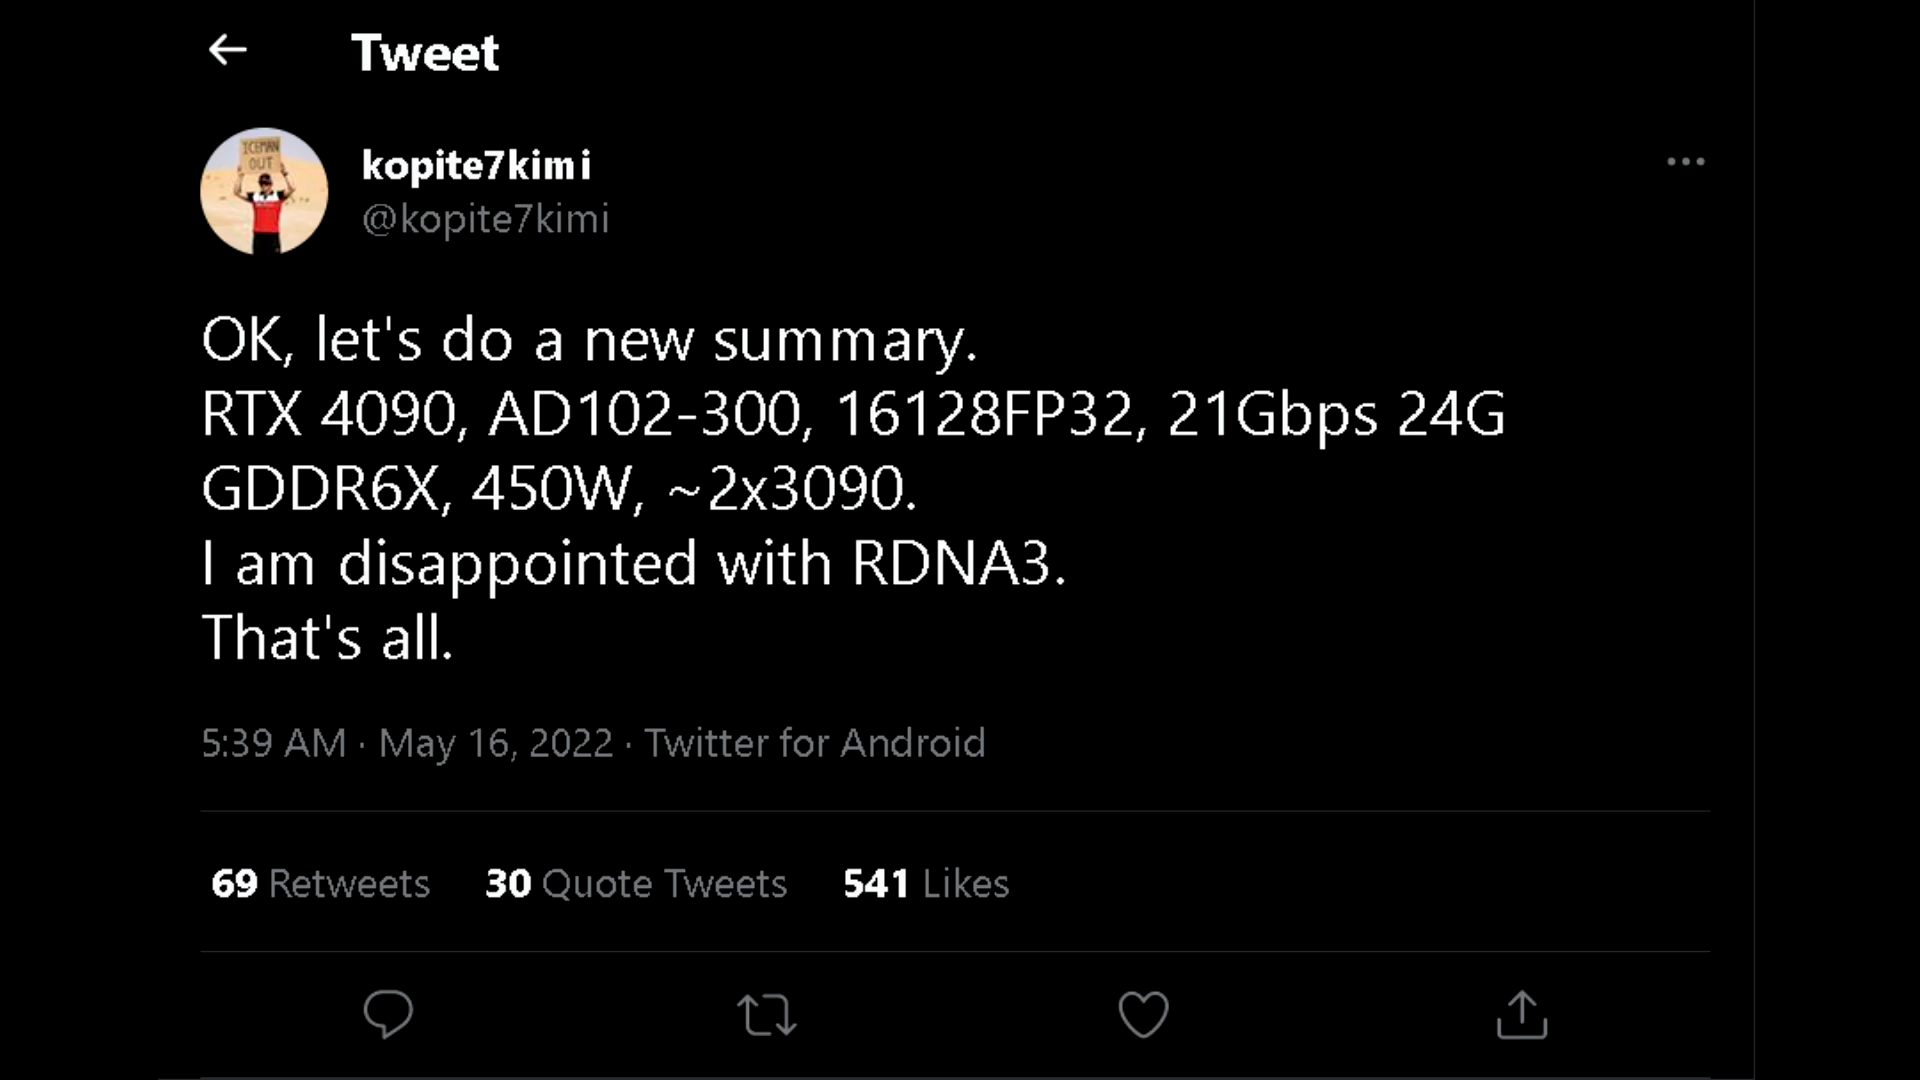 Tweet
ICEMAN
OUT
kopite7kimi
@kopite7kimi
OK, let's do a new summary.
RTX 4090, AD102-300, 16128FP32, 21Gbps 24G
GDDR6X, 450W, ~2x3090.
I am disappointed with RDNA3.
That's all.
5:39 AM · May 16, 2022 · Twitter for Android
69 Retweets 30 Quote Tweets 541 Likes